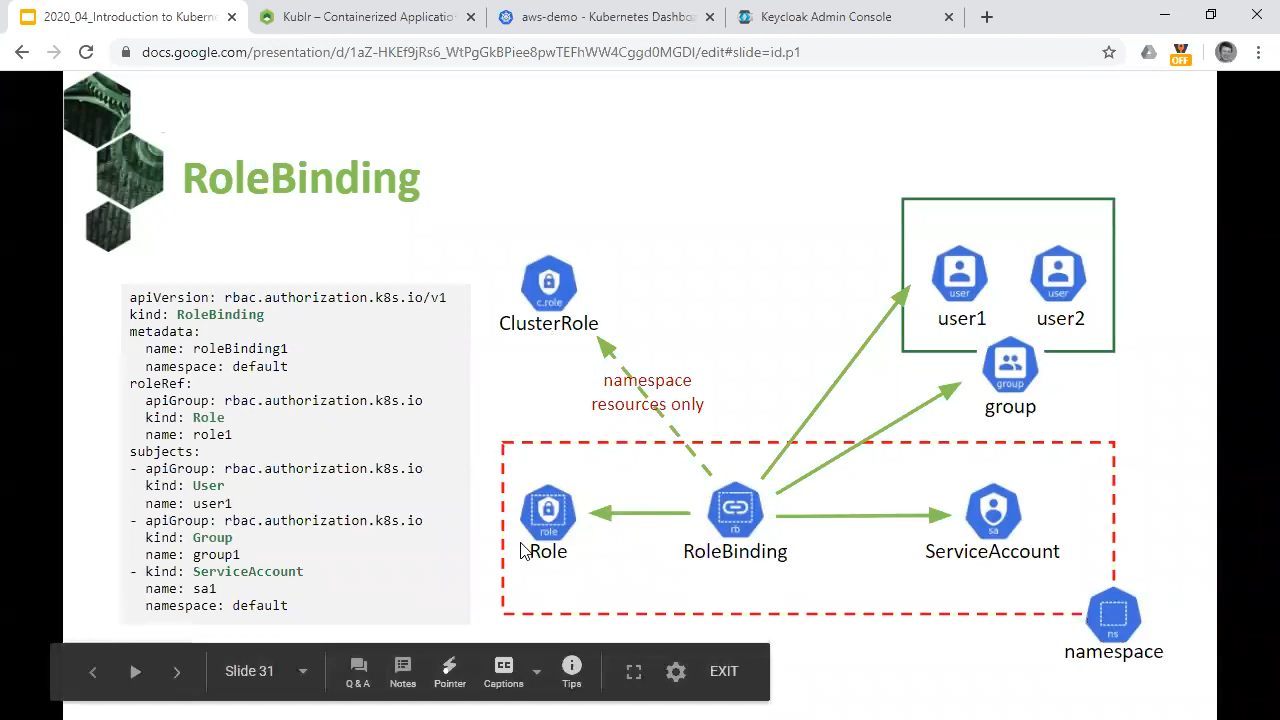 2020_04_Introduction to Kuberne
Kublr – Containerized Application
aws-demo - Kubernetes Dashbo
Keycloak Admin Console
docs.google.com/presentation/d/1aZ-HKEf9jRs6_WtPqGkBPiee8pwTEFhWW4Cggd0MGDI/edit#slide=id.p1
OFF
RoleBinding
apiVersion: rbac.authorization.k8s.io/v1
kind: RoleBinding
metadata:
name: roleBinding1
namespace: default
roleRef:
apiGroup: rbac.authorization.k8s.io
kind: Role
name: role1
subjects:
- apiGroup: rbac.authorization.k8s.io
kind: User
name: user1
- apiGroup: rbac.authorization.k8s.io
kind: Group
name: group1
- kind: ServiceAccount
name: sa1
namespace: default
c.role
ClusterRole
namespace
resources only
user
user1
user
user2
group
group
role
Role
rb
RoleBinding
sa
ServiceAccount
ns
namespace
Slide 31
Q & A
Notes
Pointer
CC
Captions
Tips
EXIT